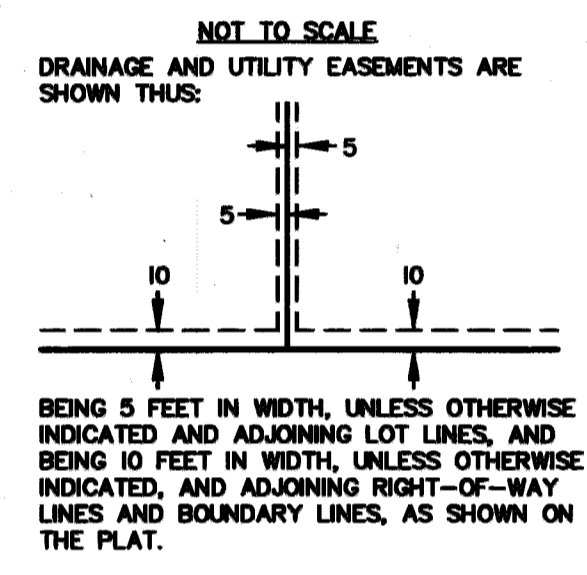 NOT TO SCALE
DRAINAGE AND UTILITY EASEMENTS ARE
SHOWN THUS:
5
5
10
10
BEING 5 FEET IN WIDTH, UNLESS OTHERWISE
INDICATED AND ADJOINING LOT LINES, AND
BEING 10 FEET IN WIDTH, UNLESS OTHERWISE
INDICATED, AND ADJOINING RIGHT-OF-WAY
LINES AND BOUNDARY LINES, AS SHOWN ON
THE PLAT.